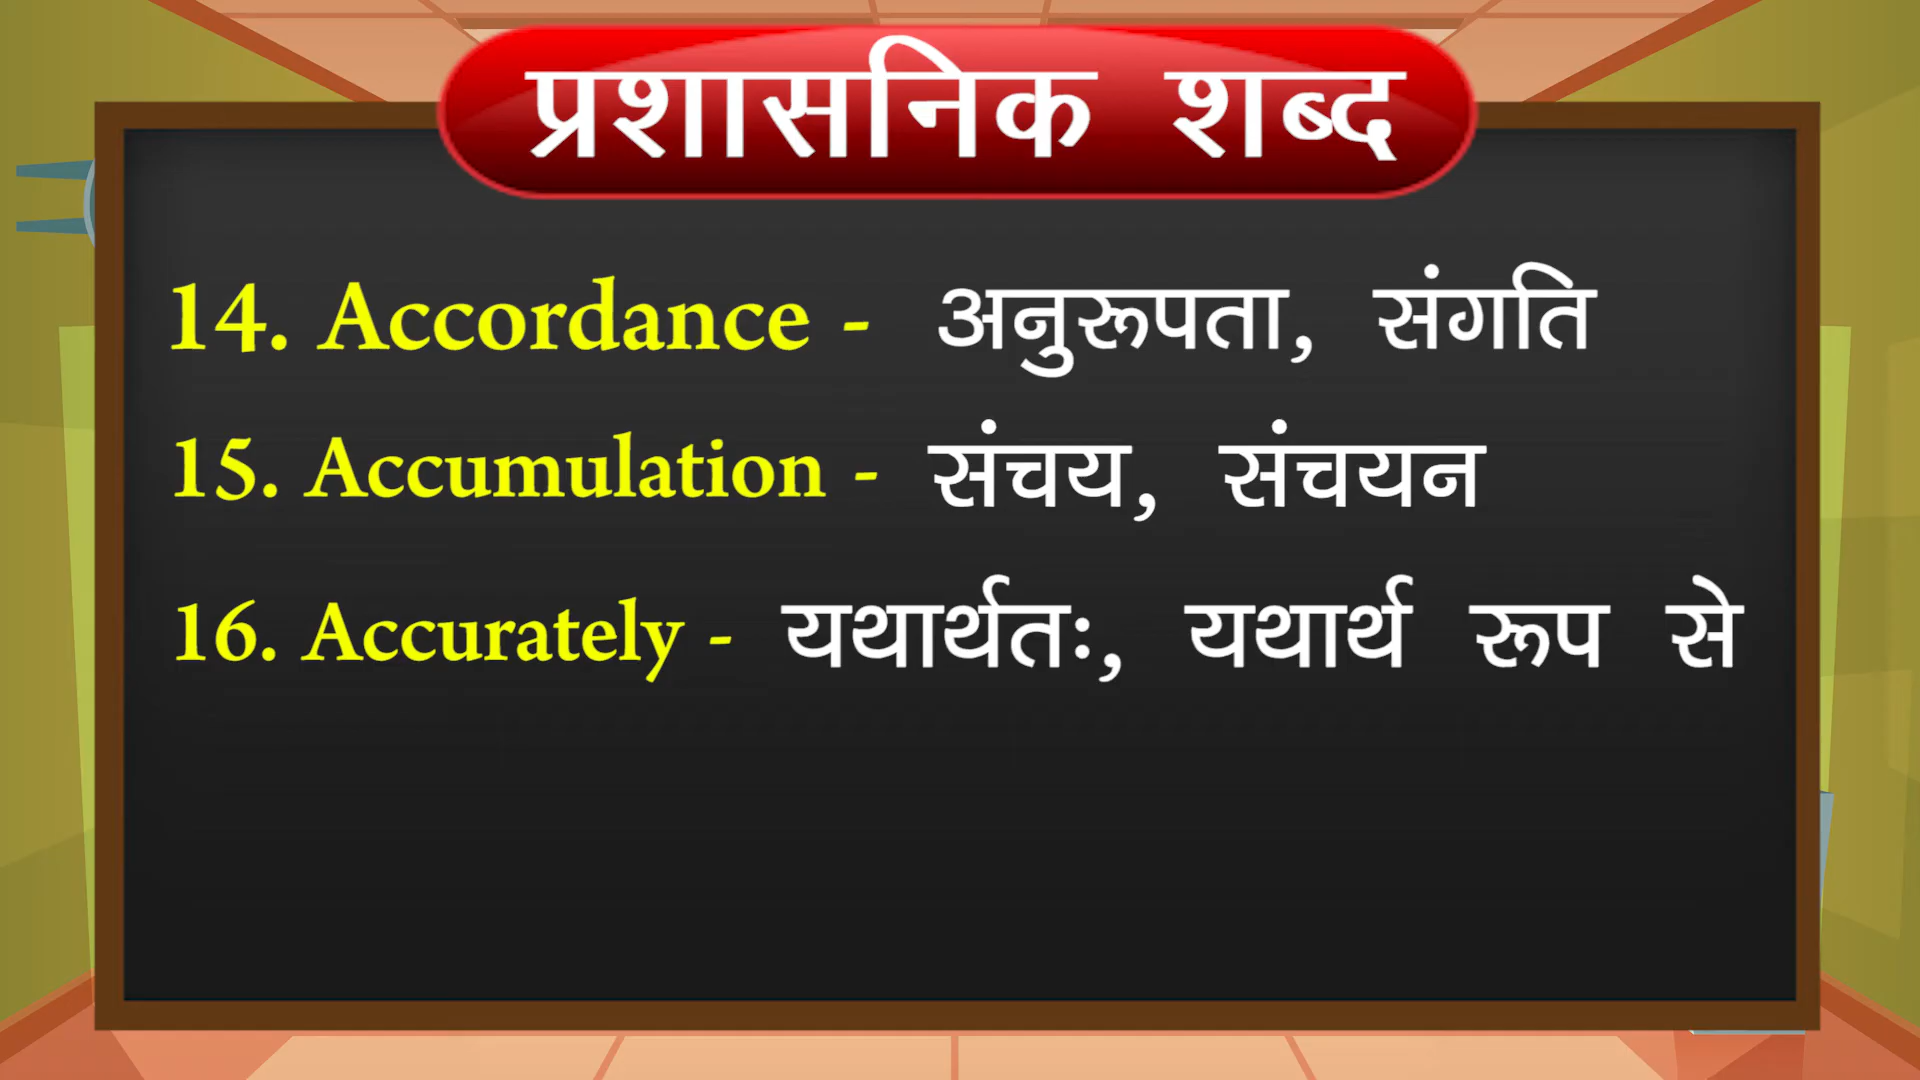 प्रशासनिक शब्द
14. Accordance - अनुरूपता, संगति
15. Accumulation - संचय, संचयन
16. Accurately - यथार्थतः, यथार्थ रूप से